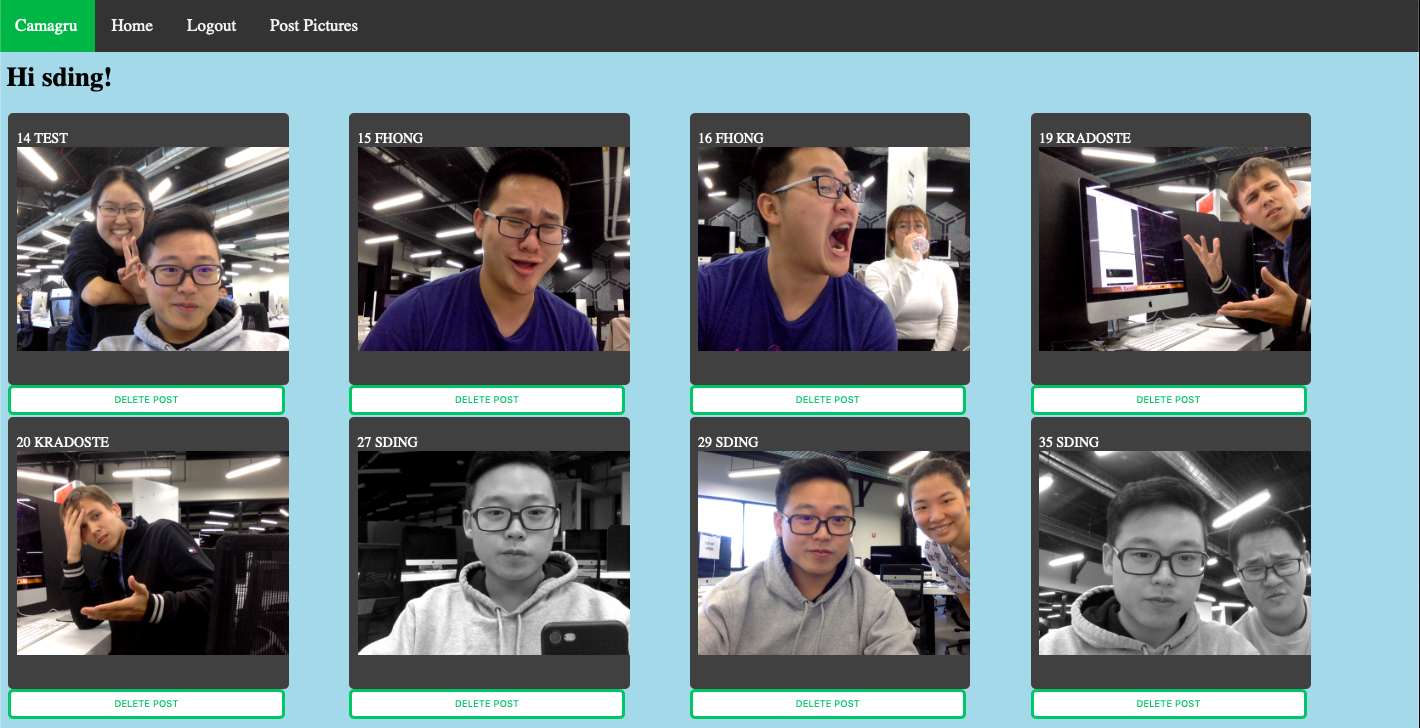 Camagru Home Logout Post Pictures
Hi sding!
14 TEST
15 FHONG
16 FHONG
19 KRADOSTE
DELETE POST
DELETE POST
DELETE POST
DELETE POST
20 KRADOSTE
27 SDING
29 SDING
35 SDING
DELETE POST
DELETE POST
DELETE POST
DELETE POST